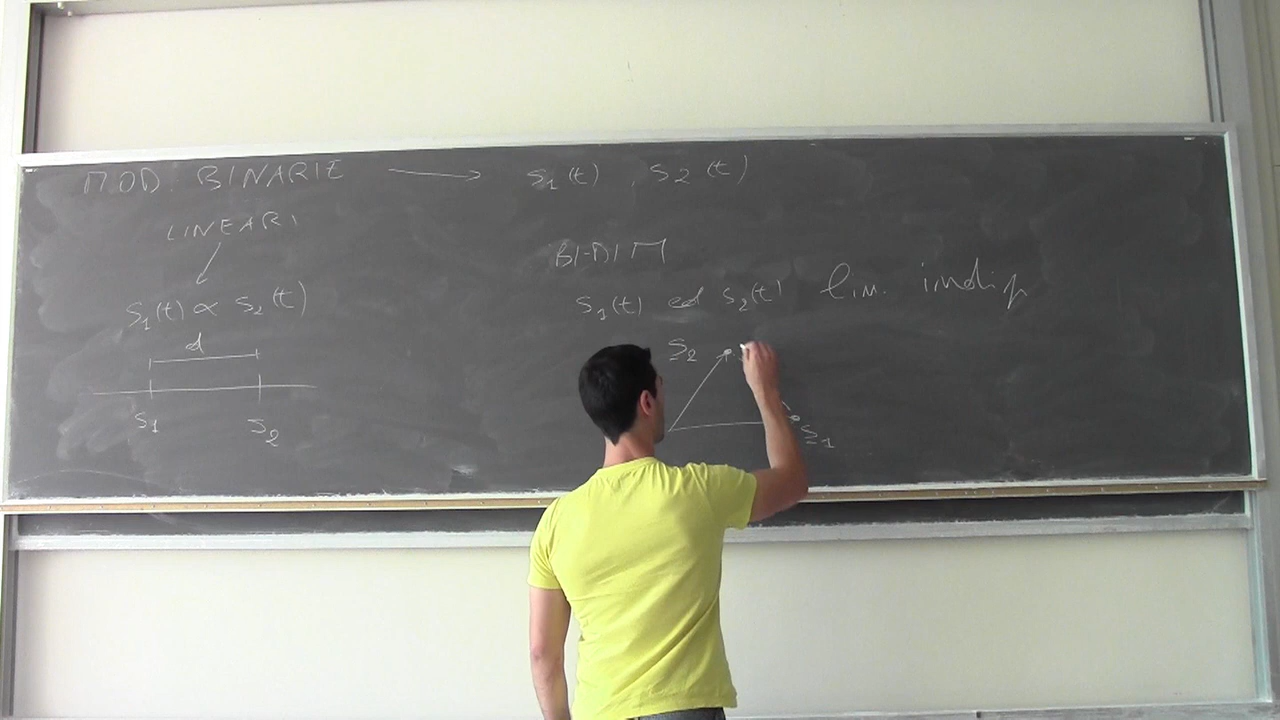 MOD. BINARIE → s₁(t), s₂(t)
LINEARI
s₁(t) ∝ s₂(t)
d
s₁ s₂
BI-DIM
s₁(t) ed s₂(t) lin. indip
s₂
s₁